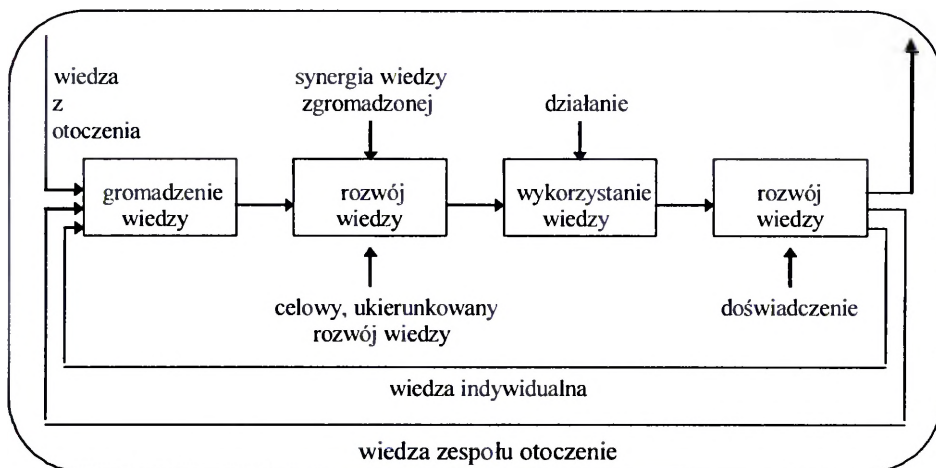 wiedza
z
otoczenia
synergia wiedzy
zgromadzonej
działanie
gromadzenie
wiedzy
rozwój
wiedzy
wykorzystanie
wiedzy
rozwój
wiedzy
celowy, ukierunkowany
rozwój wiedzy
doświadczenie
wiedza indywidualna
wiedza zespołu otoczenie